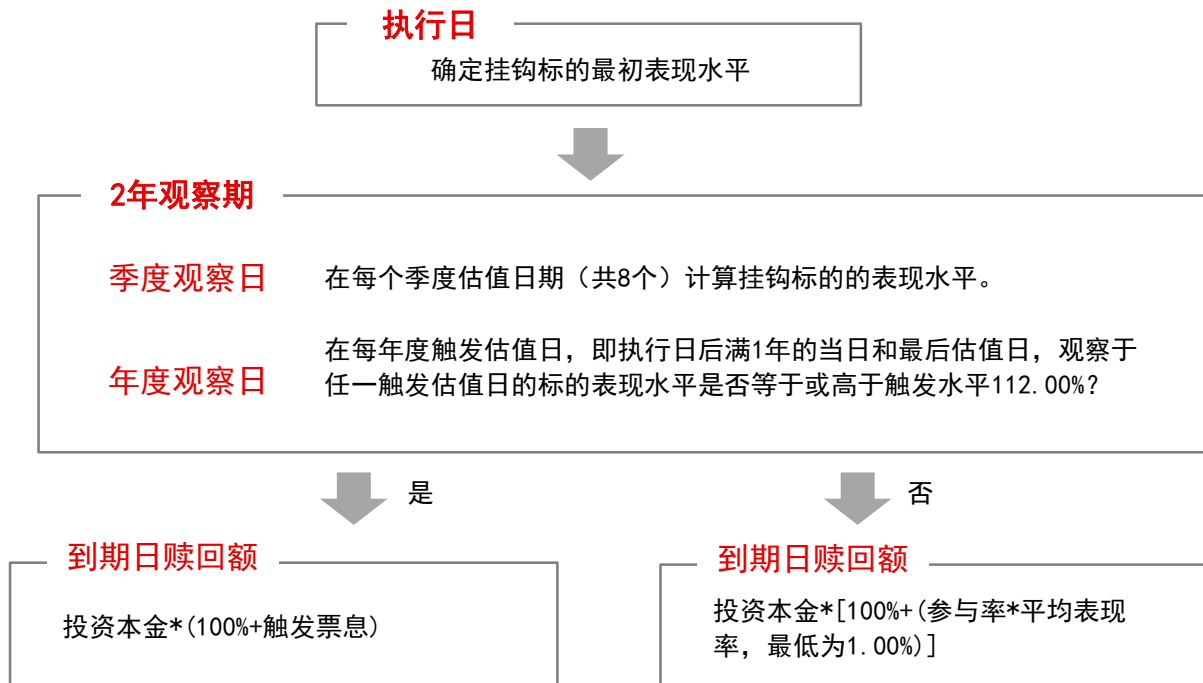 执行日
确定挂钩标的最初表现水平
2年观察期
季度观察日
在每个季度估值日期（共8个）计算挂钩标的的表现水平。
年度观察日
在每年度触发估值日，即执行日后满1年的当日和最后估值日，观察于
任一触发估值日的标的表现水平是否等于或高于触发水平112.00%?
是
否
到期日赎回额
投资本金*(100%+触发票息)
到期日赎回额
投资本金*[100%+(参与率*平均表现
率，最低为1.00%)]